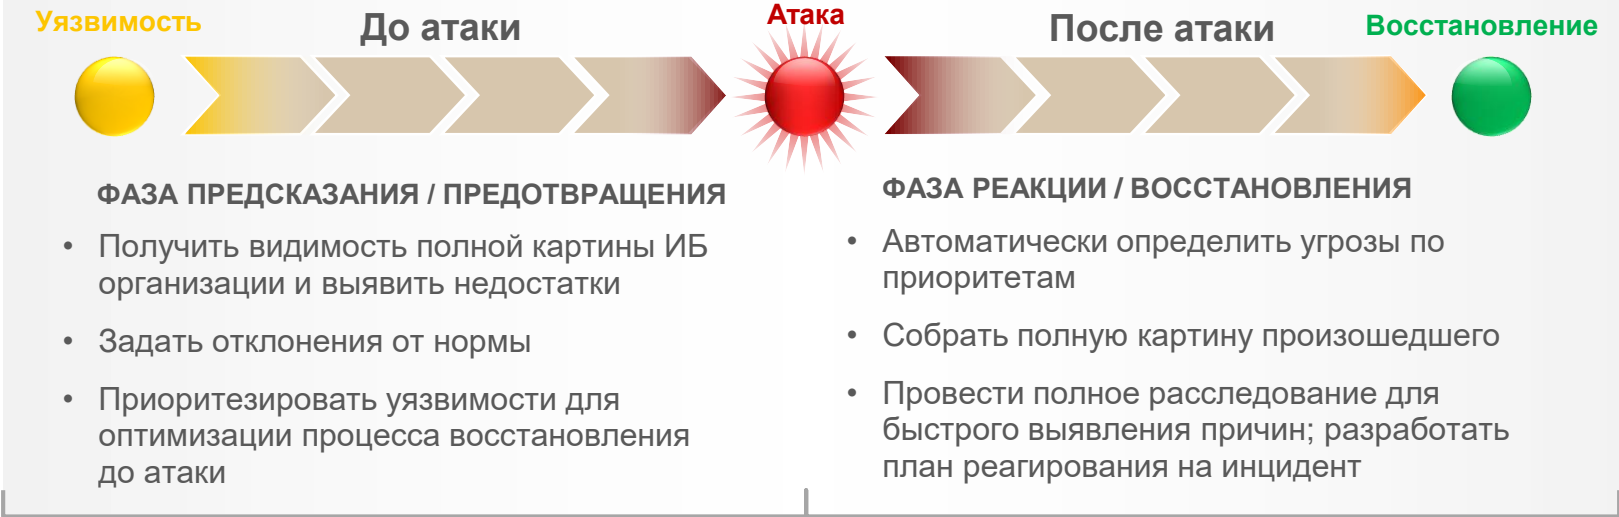 Уязвимость
До атаки
Атака
После атаки
Восстановление
ФАЗА ПРЕДСКАЗАНИЯ / ПРЕДОТВРАЩЕНИЯ
• Получить видимость полной картины ИБ
организации и выявить недостатки
• Задать отклонения от нормы
• Приоритезировать уязвимости для
оптимизации процесса восстановления
до атаки
ФАЗА РЕАКЦИИ / ВОССТАНОВЛЕНИЯ
• Автоматически определить угрозы по
приоритетам
• Собрать полную картину произошедшего
• Провести полное расследование для
быстрого выявления причин; разработать
план реагирования на инцидент